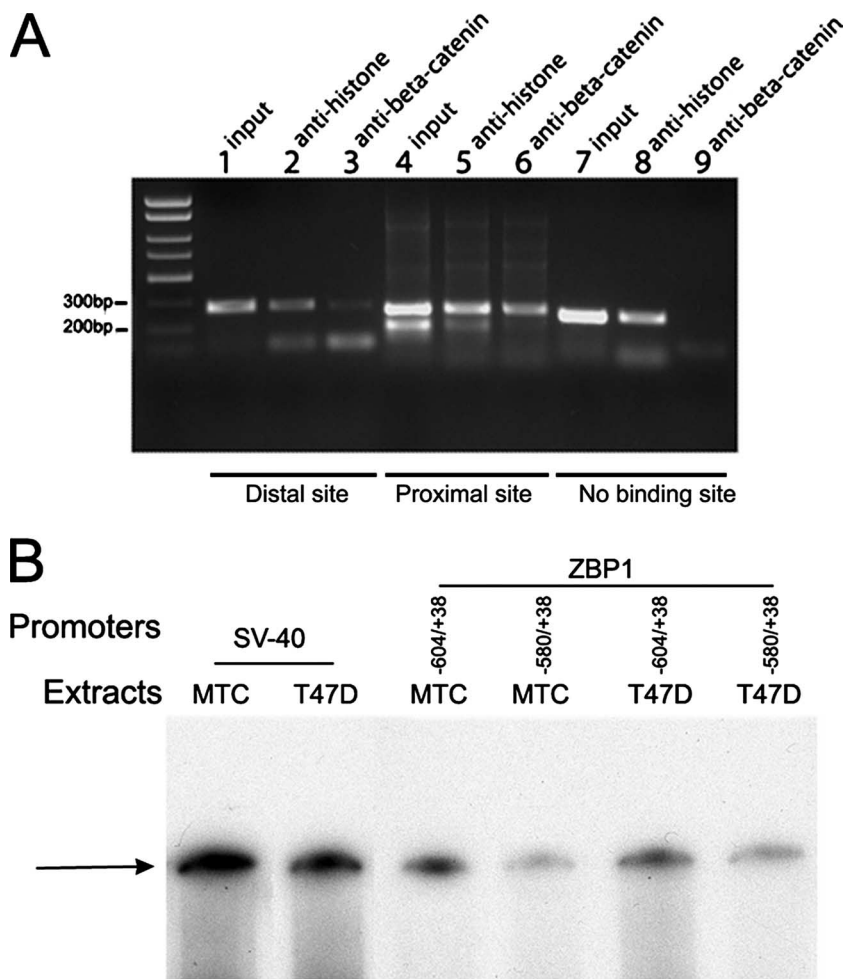 A
1 input
2 anti-histone
3 anti-beta-catenin
4 input
5 anti-histone
6 anti-beta-catenin
7 input
8 anti-histone
9 anti-beta-catenin
300bp
200bp
Distal site
Proximal site
No binding site
B
ZBP1
Promoters
SV-40
-604/+38
-580/+38
-604/+38
-580/+38
Extracts
MTC
T47D
MTC
MTC
T47D
T47D